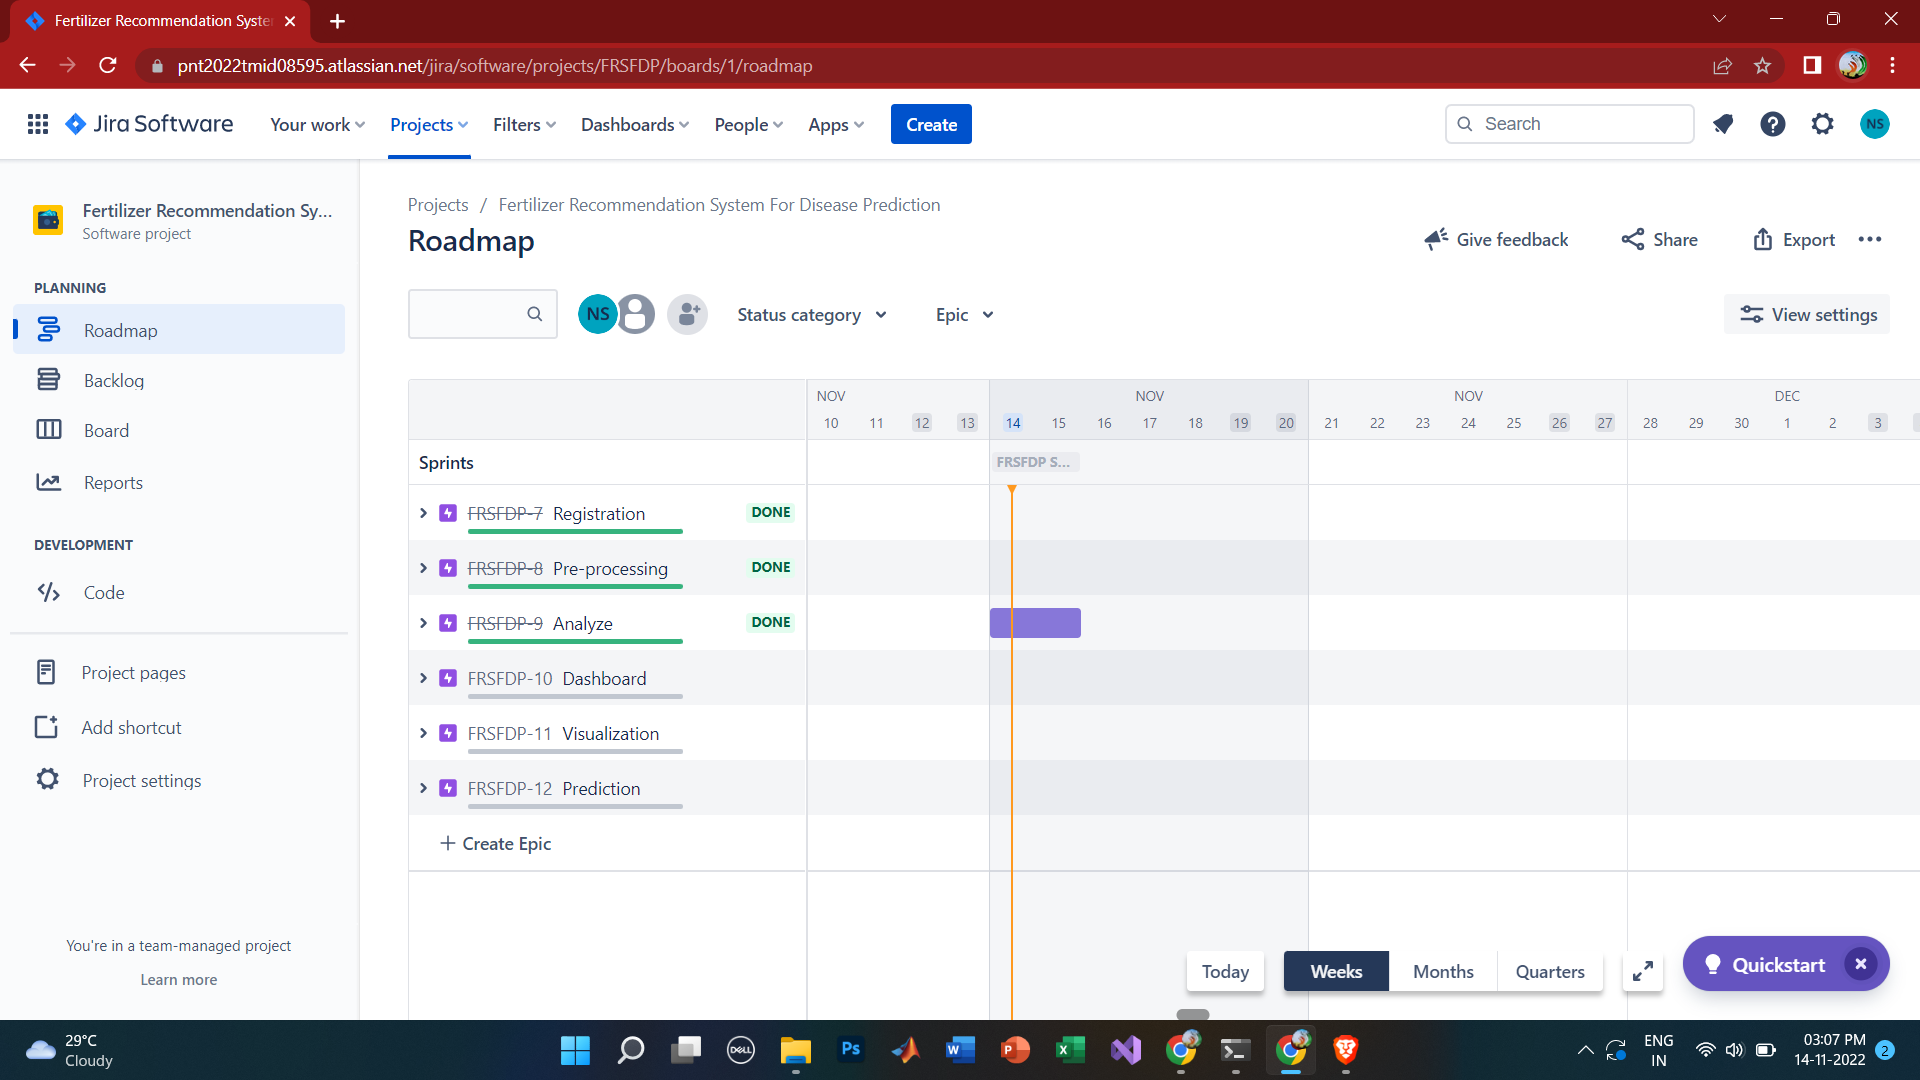 Fertilizer Recommendation Syste
pnt2022tmid08595.atlassian.net/jira/software/projects/FRSFDP/boards/1/roadmap
Jira Software
Your work
Projects
Filters
Dashboards
People
Apps
Create
Search
NS
Fertilizer Recommendation Sy...
Software project
PLANNING
Roadmap
Backlog
Board
Reports
DEVELOPMENT
Code
Project pages
Add shortcut
Project settings
You're in a team-managed project
Learn more
Projects / Fertilizer Recommendation System For Disease Prediction
Roadmap
Give feedback
Share
Export
NS
Status category
Epic
View settings
NOV NOV NOV DEC
10 11 12 13 14 15 16 17 18 19 20 21 22 23 24 25 26 27 28 29 30 1 2 3
Sprints
FRSFDP S...
FRSFDP-7 Registration DONE
FRSFDP-8 Pre-processing DONE
FRSFDP-9 Analyze DONE
FRSFDP-10 Dashboard
FRSFDP-11 Visualization
FRSFDP-12 Prediction
+ Create Epic
Today
Weeks
Months
Quarters
Quickstart
29°C
Cloudy
DELL
Ps
W
P
X
ENG
IN
03:07 PM
14-11-2022
2